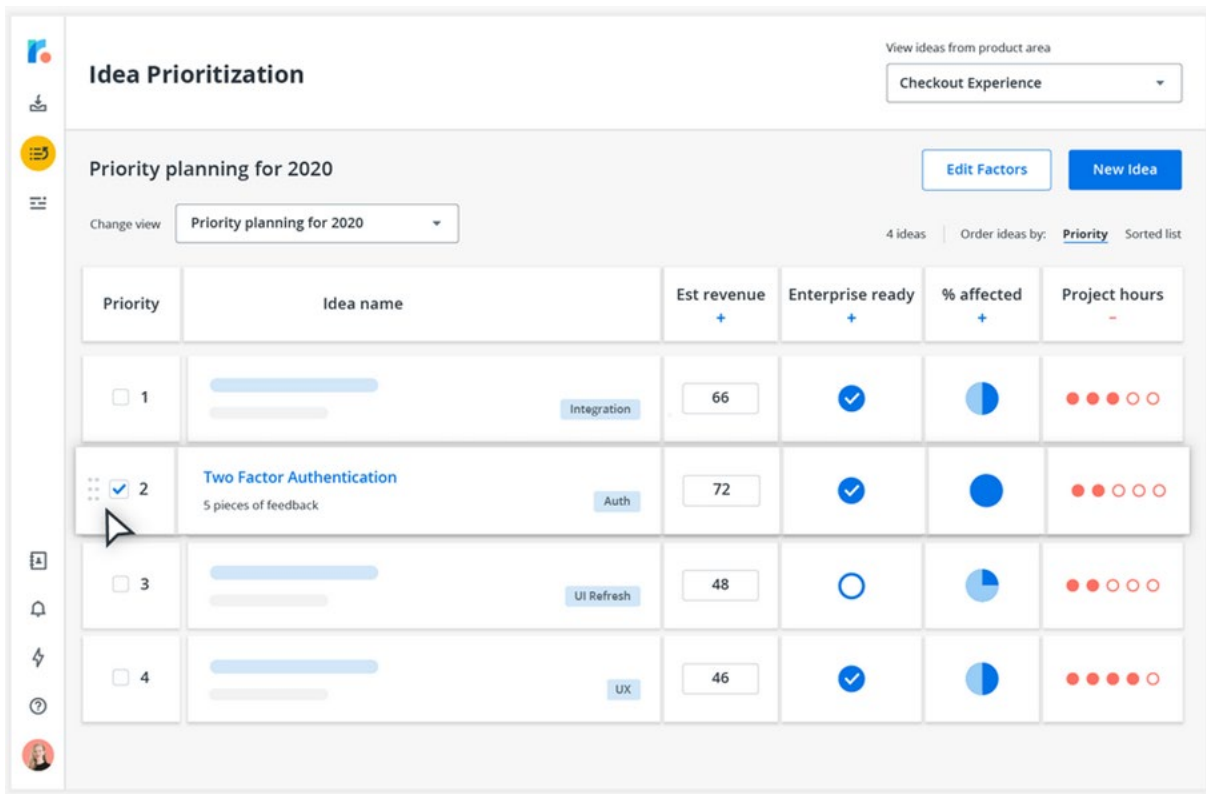 View ideas from product area
Idea Prioritization
Checkout Experience
Priority planning for 2020
Edit Factors
New Idea
Change view
Priority planning for 2020
4 ideas
Order ideas by:
Priority
Sorted list
Priority
Idea name
Est revenue
Enterprise ready
% affected
Project hours
+
+
+
−
1
Integration
66
2
Two Factor Authentication
5 pieces of feedback
Auth
72
3
UI Refresh
48
4
UX
46